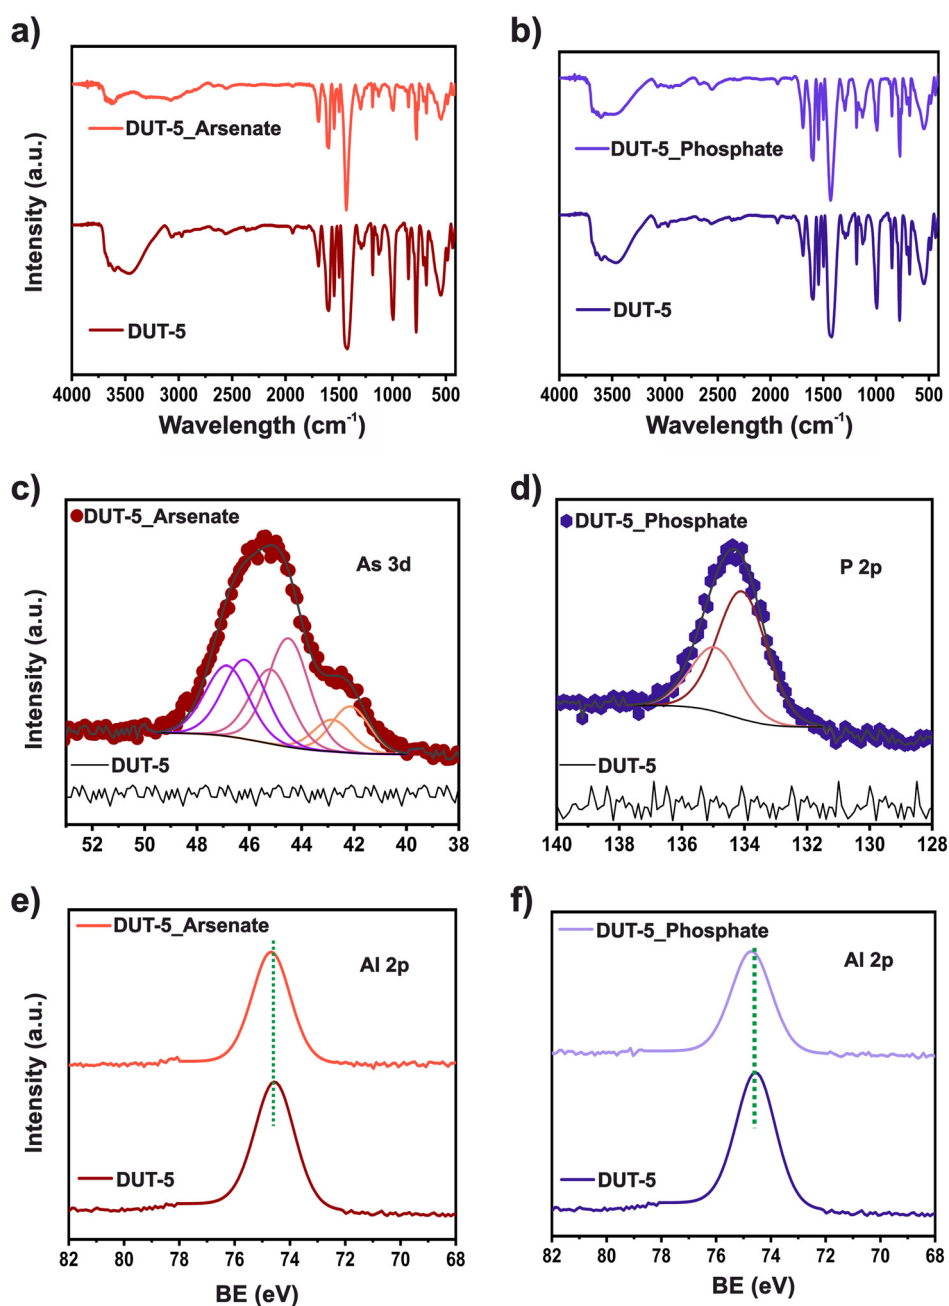 a)
DUT-5_Arsenate
DUT-5
Intensity (a.u.)
4000 3500 3000 2500 2000 1500 1000 500
Wavelength (cm⁻¹)
b)
DUT-5_Phosphate
DUT-5
4000 3500 3000 2500 2000 1500 1000 500
Wavelength (cm⁻¹)
c)
DUT-5_Arsenate
As 3d
DUT-5
Intensity (a.u.)
52 50 48 46 44 42 40 38
d)
DUT-5_Phosphate
P 2p
DUT-5
140 138 136 134 132 130 128
e)
DUT-5_Arsenate
Al 2p
DUT-5
Intensity (a.u.)
82 80 78 76 74 72 70 68
BE (eV)
f)
DUT-5_Phosphate
Al 2p
DUT-5
82 80 78 76 74 72 70 68
BE (eV)